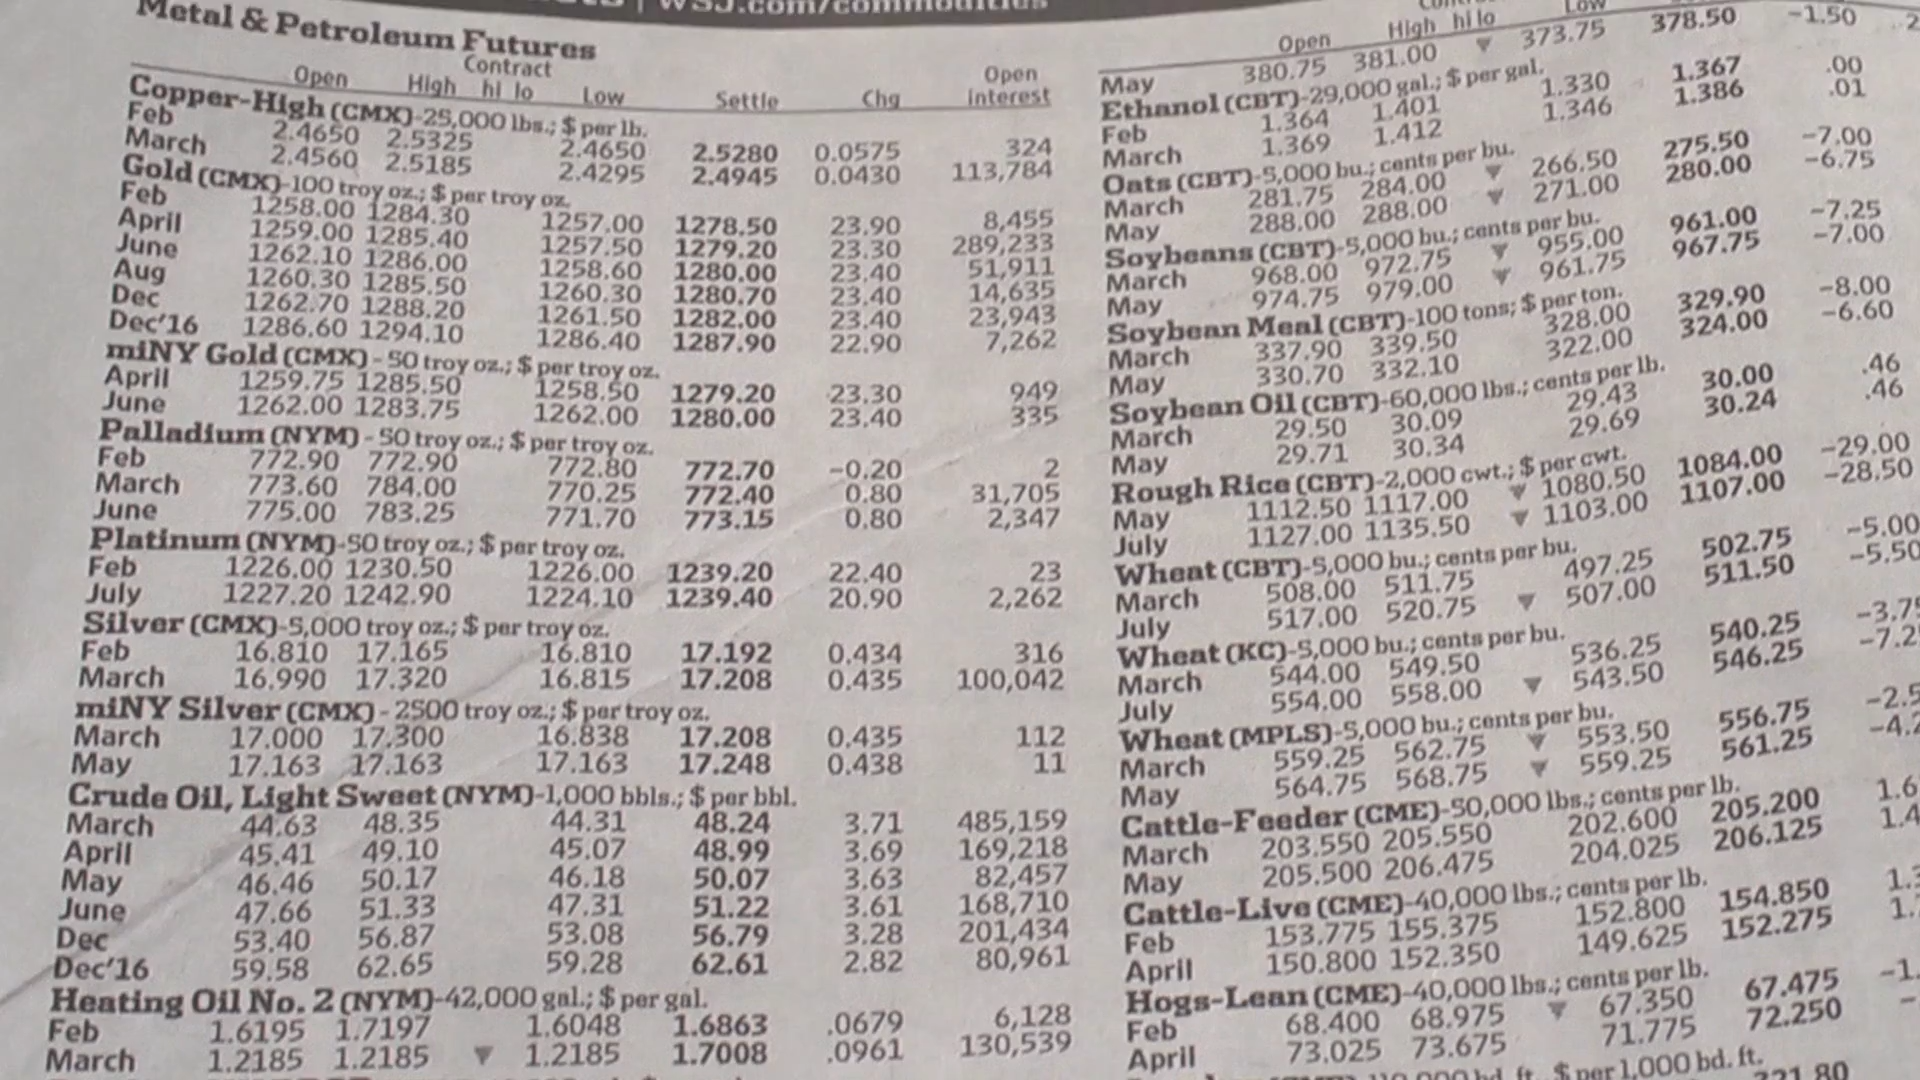 WSJ.com/commodities
Metal & Petroleum Futures
Contract Open
Open High hi lo Low Settle Chg interest
Copper-High (CMX)-25,000 lbs.; $ per lb.
Feb 2.4650 2.5325 2.4650 2.5280 0.0575 324
March 2.4560 2.5185 2.4295 2.4945 0.0430 113,784
Gold (CMX)-100 troy oz.; $ per troy oz.
Feb 1258.00 1284.30 1257.00 1278.50 23.90 8,455
April 1259.00 1285.40 1257.50 1279.20 23.30 289,233
June 1262.10 1286.00 1258.60 1280.00 23.40 51,911
Aug 1260.30 1285.50 1260.30 1280.70 23.40 14,635
Dec 1262.70 1288.20 1261.50 1282.00 23.40 23,943
Dec'16 1286.60 1294.10 1286.40 1287.90 22.90 7,262
miNY Gold (CMX)-50 troy oz.; $ per troy oz.
April 1259.75 1285.50 1258.50 1279.20 23.30 949
June 1262.00 1283.75 1262.00 1280.00 23.40 335
Palladium (NYM)-50 troy oz.; $ per troy oz.
Feb 772.90 772.90 772.80 772.70 -0.20 2
March 773.60 784.00 770.25 772.40 0.80 31,705
June 775.00 783.25 771.70 773.15 0.80 2,347
Platinum (NYM)-50 troy oz.; $ per troy oz.
Feb 1226.00 1230.50 1226.00 1239.20 22.40 23
July 1227.20 1242.90 1224.10 1239.40 20.90 2,262
Silver (CMX)-5,000 troy oz.; $ per troy oz.
Feb 16.810 17.165 16.810 17.192 0.434 316
March 16.990 17.320 16.815 17.208 0.435 100,042
miNY Silver (CMX)-2500 troy oz.; $ per troy oz.
March 17.000 17.300 16.838 17.208 0.435 112
May 17.163 17.163 17.163 17.248 0.438 11
Crude Oil, Light Sweet (NYM)-1,000 bbls.; $ per bbl.
March 44.63 48.35 44.31 48.24 3.71 485,159
April 45.41 49.10 45.07 48.99 3.69 169,218
May 46.46 50.17 46.18 50.07 3.63 82,457
June 47.66 51.33 47.31 51.22 3.61 168,710
Dec 53.40 56.87 53.08 56.79 3.28 201,434
Dec'16 59.58 62.65 59.28 62.61 2.82 80,961
Heating Oil No. 2 (NYM)-42,000 gal.; $ per gal.
Feb 1.6195 1.7197 1.6048 1.6863 .0679 6,128
March 1.2185 1.2185 ▼ 1.2185 1.7008 .0961 130,539
Open High hi lo Low
May 380.75 381.00 ▼ 373.75 378.50 -1.50
Ethanol (CBT)-29,000 gal.; $ per gal.
Feb 1.364 1.401 1.330 1.367 .00
March 1.369 1.412 1.346 1.386 .01
Oats (CBT)-5,000 bu.; cents per bu.
March 281.75 284.00 ▼ 266.50 275.50 -7.00
May 288.00 288.00 ▼ 271.00 280.00 -6.75
Soybeans (CBT)-5,000 bu.; cents per bu.
March 968.00 972.75 ▼ 955.00 961.00 -7.25
May 974.75 979.00 ▼ 961.75 967.75 -7.00
Soybean Meal (CBT)-100 tons; $ per ton.
March 337.90 339.50 328.00 329.90 -8.00
May 330.70 332.10 322.00 324.00 -6.60
Soybean Oil (CBT)-60,000 lbs.; cents per lb.
March 29.50 30.09 29.43 30.00 .46
May 29.71 30.34 29.69 30.24 .46
Rough Rice (CBT)-2,000 cwt.; $ per cwt.
May 1112.50 1117.00 ▼ 1080.50 1084.00 -29.00
July 1127.00 1135.50 ▼ 1103.00 1107.00 -28.50
Wheat (CBT)-5,000 bu.; cents per bu.
March 508.00 511.75 497.25 502.75 -5.00
July 517.00 520.75 ▼ 507.00 511.50 -5.50
Wheat (KC)-5,000 bu.; cents per bu.
March 544.00 549.50 536.25 540.25 -3.75
July 554.00 558.00 ▼ 543.50 546.25 -7.2
Wheat (MPLS)-5,000 bu.; cents per bu.
March 559.25 562.75 ▼ 553.50 556.75 -2.5
May 564.75 568.75 ▼ 559.25 561.25 -4.2
Cattle-Feeder (CME)-50,000 lbs.; cents per lb.
March 203.550 205.550 202.600 205.200 1.6
May 205.500 206.475 204.025 206.125 1.4
Cattle-Live (CME)-40,000 lbs.; cents per lb.
Feb 153.775 155.375 152.800 154.850 1.3
April 150.800 152.350 149.625 152.275 1.
Hogs-Lean (CME)-40,000 lbs.; cents per lb.
Feb 68.400 68.975 ▼ 67.350 67.475 -1.
April 73.025 73.675 71.775 72.250 -
$ per 1,000 bd. ft.